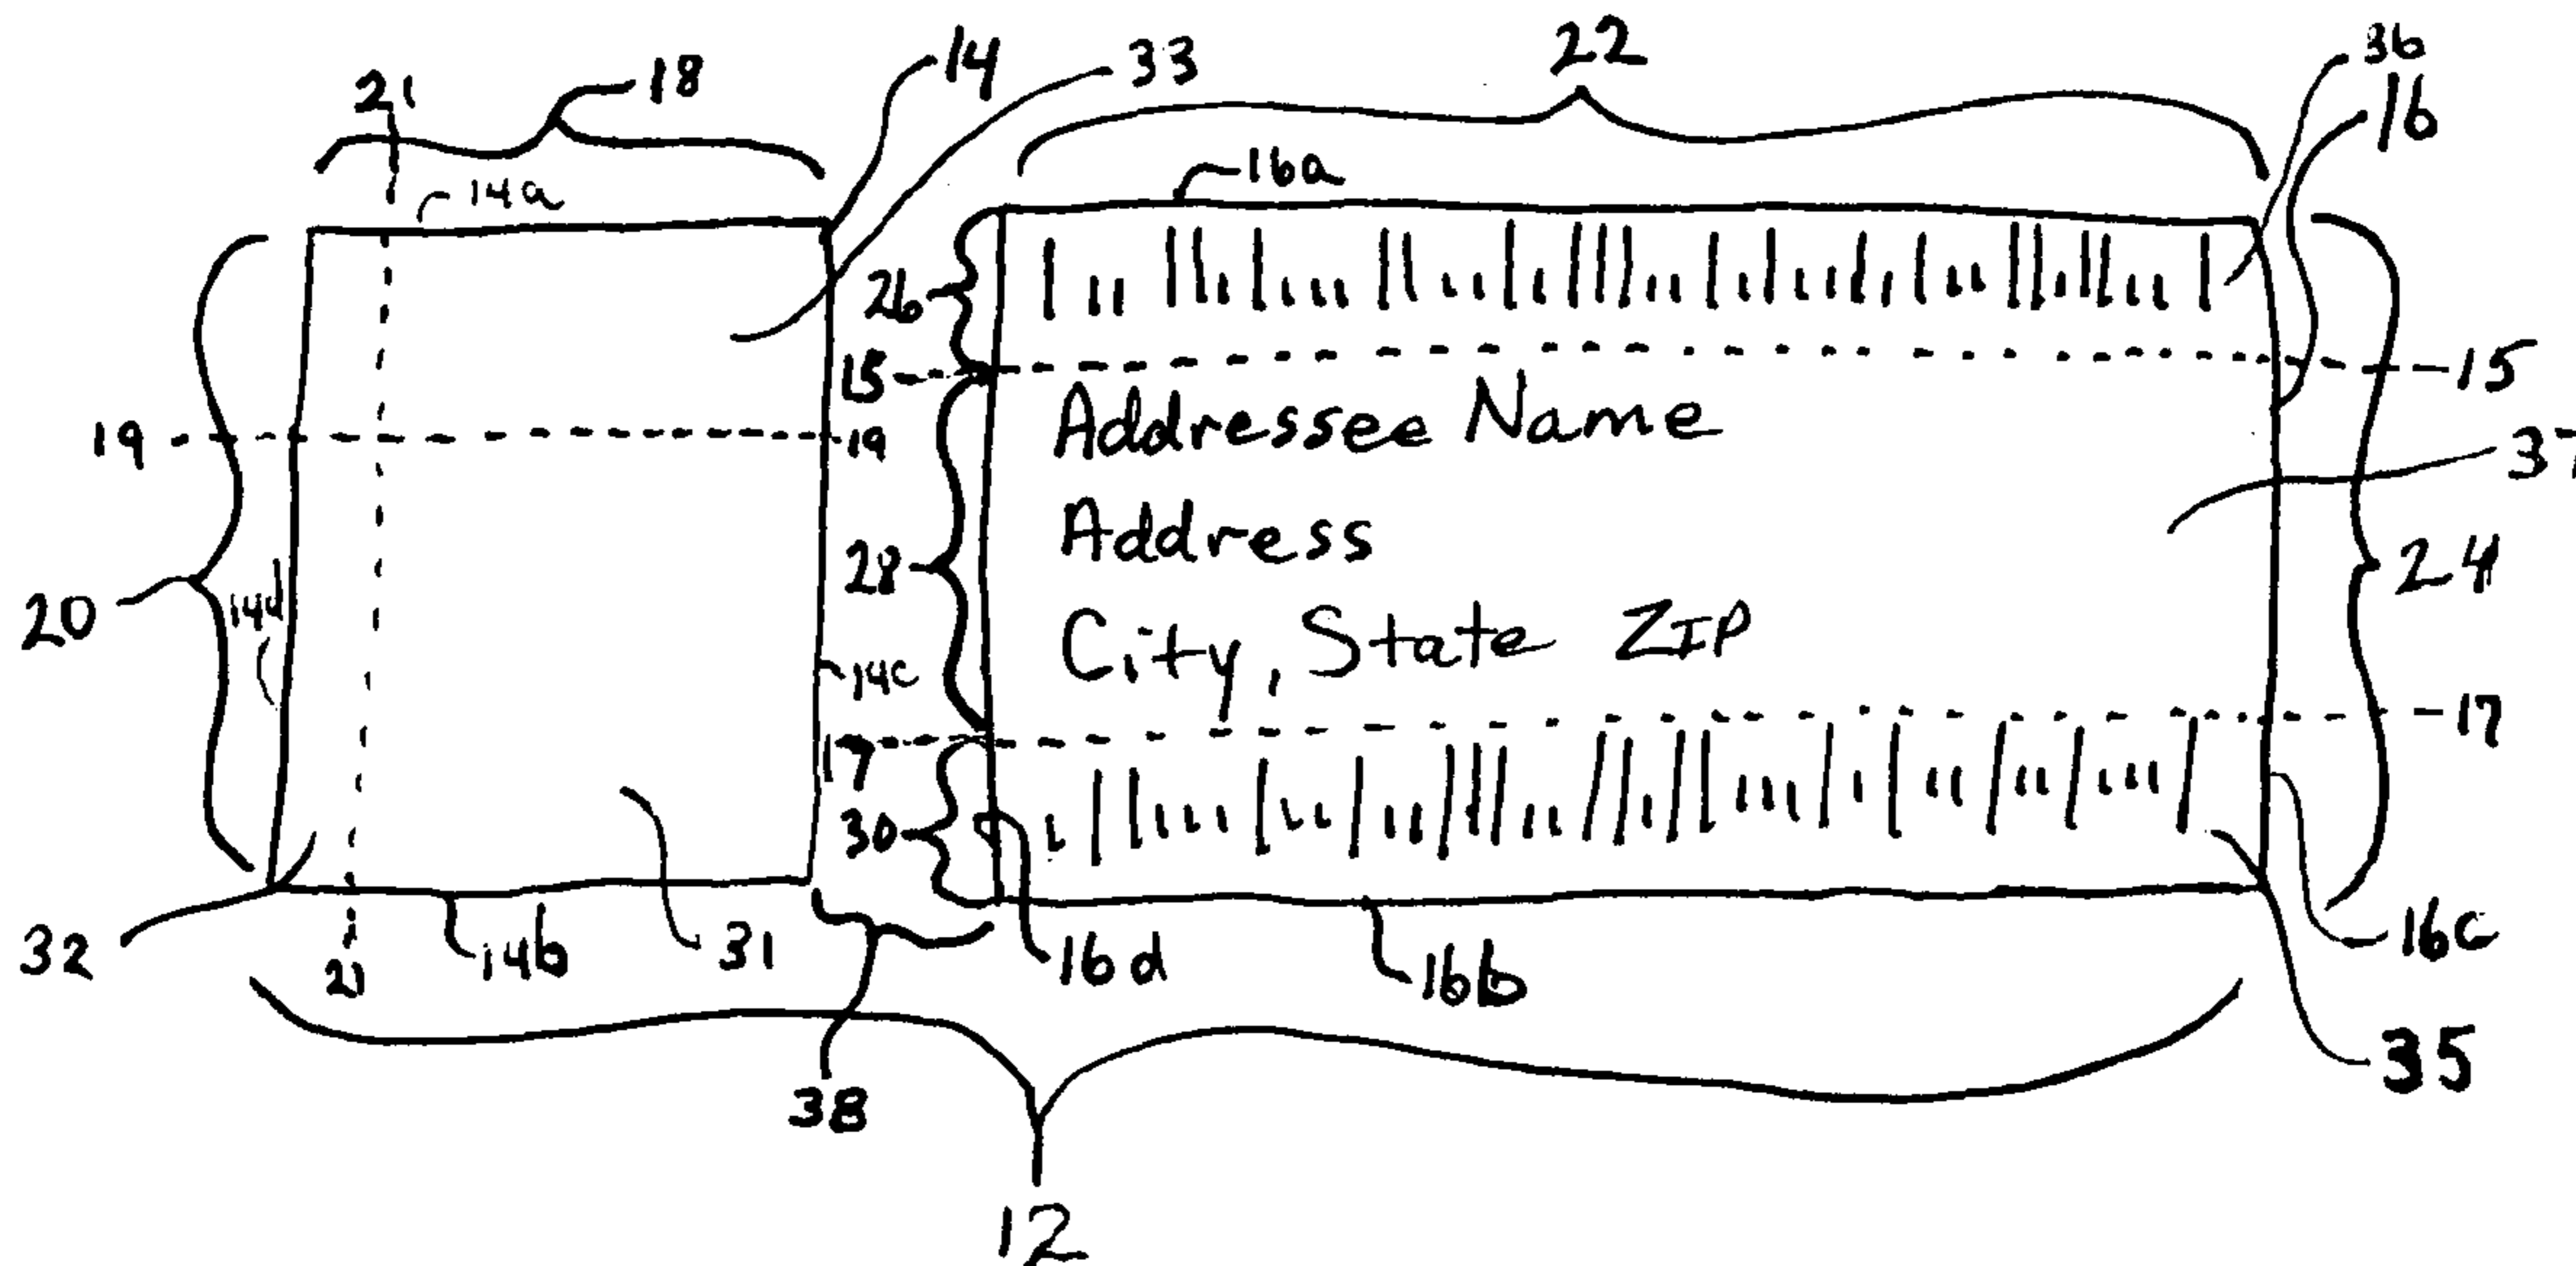 22
36
14
33
18
21
16
16a
14a
26
15
15
Addressee Name
19
19
37
Address
28
24
20
14d
City, State ZIP
14c
17
17
30
32
21
14b
31
16d
16b
16c
35
38
12